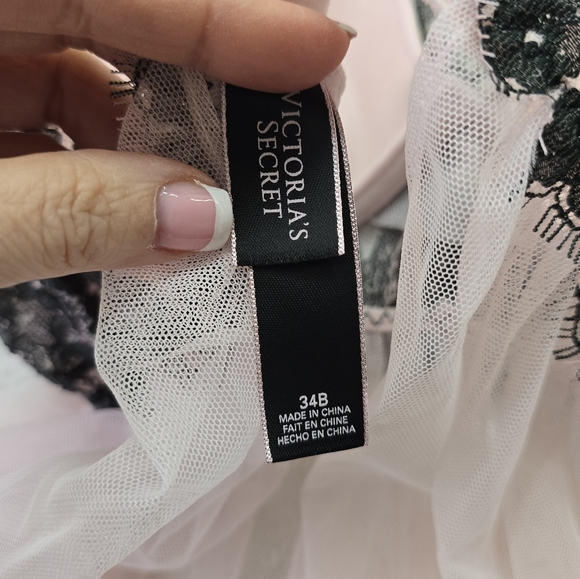 VICTORIA'S
SECRET
34B
MADE IN CHINA
FAIT EN CHINE
HECHO EN CHINA